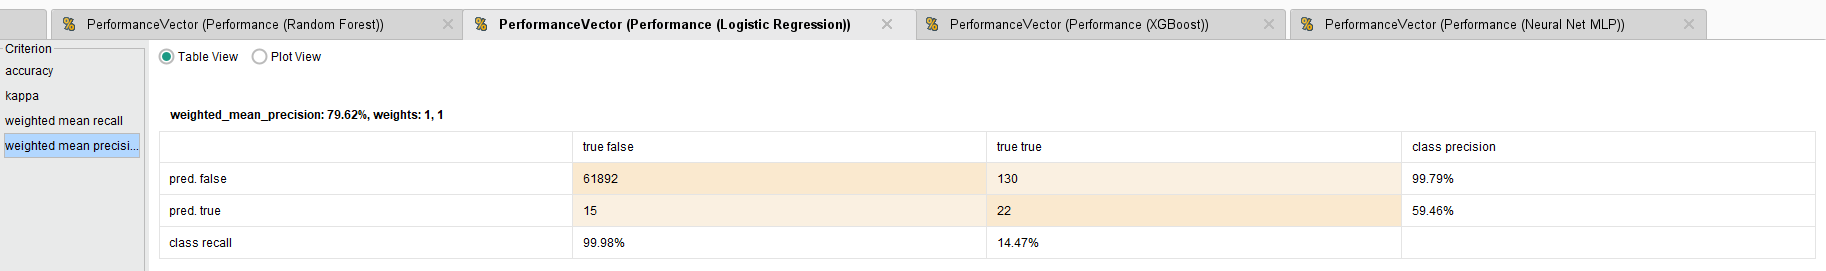 PerformanceVector (Performance (Random Forest)) PerformanceVector (Performance (Logistic Regression)) PerformanceVector (Performance (XGBoost)) PerformanceVector (Performance (Neural Net MLP))
Criterion
accuracy
kappa
weighted mean recall
weighted mean precisi...
Table View Plot View
weighted_mean_precision: 79.62%, weights: 1, 1
true false true true class precision
pred. false 61892 130 99.79%
pred. true 15 22 59.46%
class recall 99.98% 14.47%